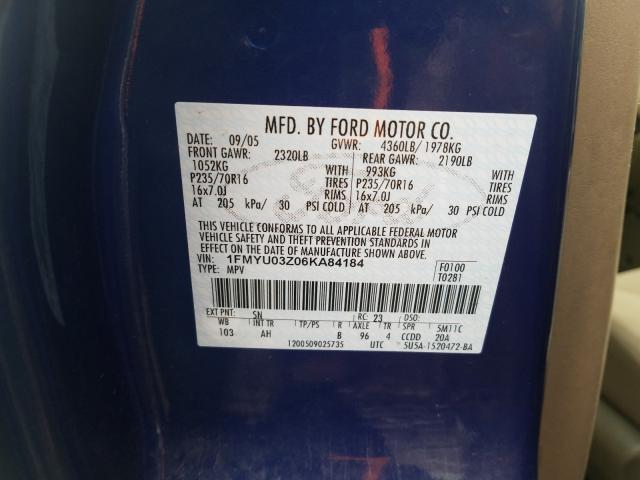 MFD. BY FORD MOTOR CO.
DATE: 09/05 GVWR: 4360LB/ 1978KG
FRONT GAWR: 2320LB REAR GAWR: 2190LB
1052KG WITH 993KG WITH
P235/70R16 TIRES P235/70R16 TIRES
16x7.0J RIMS 16x7.0J RIMS
AT 205 kPa/ 30 PSI COLD AT 205 kPa/ 30 PSI COLD
THIS VEHICLE CONFORMS TO ALL APPLICABLE FEDERAL MOTOR
VEHICLE SAFETY AND THEFT PREVENTION STANDARDS IN
EFFECT ON THE DATE OF MANUFACTURE SHOWN ABOVE.
VIN: 1FMYU03Z06KA84184 F0100
TYPE: MPV T0281
EXT PNT: SN RC: 23 DSO:
WB INT TR TP/PS R AXLE TR SPR 5M11C
103 AH B 96 4 CCDD 20A
1200509025735 UTC 5U5A-1520472-BA
Ford